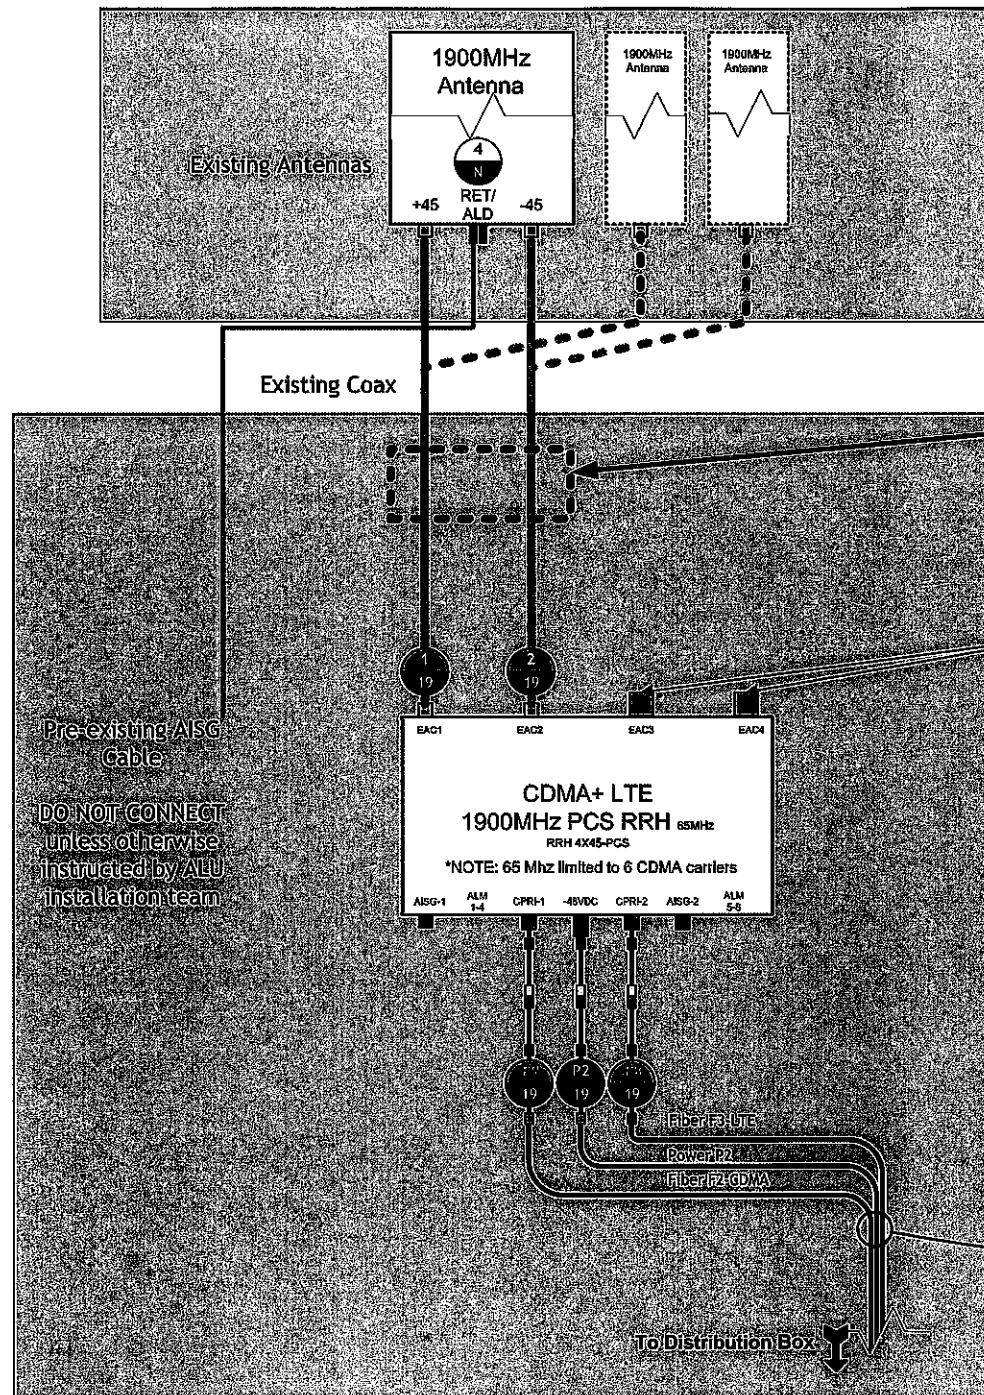 1900MHz
Antenna
1900MHz
Antenna
1900MHz
Antenna
Existing Antennas
4
N
+45
RET/
ALD
-45
Existing Coax
1
19
2
19
EAC1
EAC2
EAC3
EAC4
Pre-existing AISG
Cable
DO NOT CONNECT
unless otherwise
instructed by ALU
installation team
CDMA+ LTE
1900MHz PCS RRH 65MHz
RRH 4X45-PCS
*NOTE: 65 Mhz limited to 6 CDMA carriers
AISG-1
ALM
1-4
CPRI-1
-48VDC
CPRI-2
AISG-2
ALM
5-8
19
P2
19
19
Fiber F3-LTE
Power P2
Fiber F2-CDMA
To Distribution Box